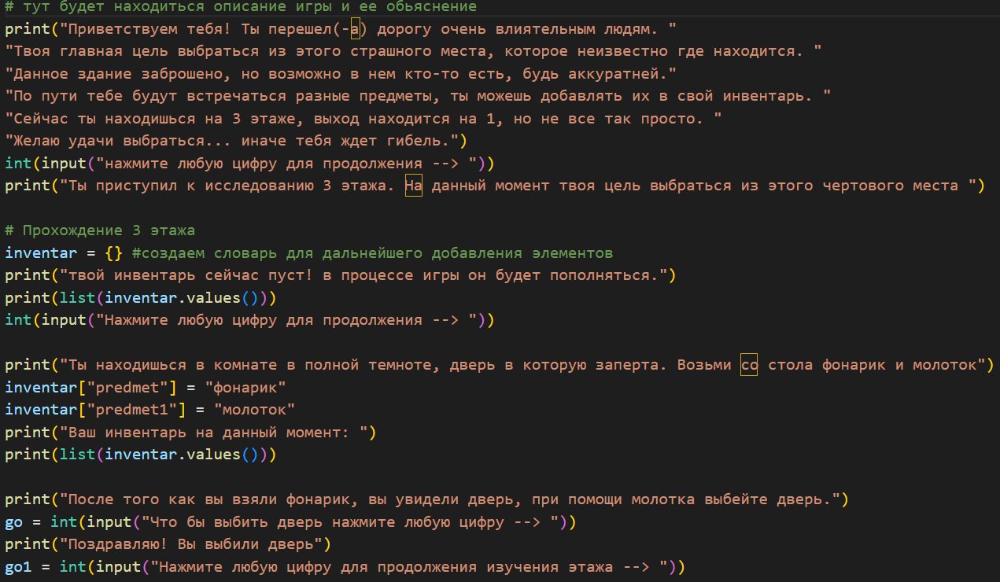 # тут будет находиться описание игры и ее обьяснение
print("Приветствуем тебя! Ты перешел(-а) дорогу очень влиятельным людям. "
"Твоя главная цель выбраться из этого страшного места, которое неизвестно где находится. "
"Данное здание заброшено, но возможно в нем кто-то есть, будь аккуратней."
"По пути тебе будут встречаться разные предметы, ты можешь добавлять их в свой инвентарь. "
"Сейчас ты находишься на 3 этаже, выход находится на 1, но не все так просто. "
"Желаю удачи выбраться... иначе тебя ждет гибель.")
int(input("нажмите любую цифру для продолжения --> "))
print("Ты приступил к исследованию 3 этажа. На данный момент твоя цель выбраться из этого чертового места ")
# Прохождение 3 этажа
inventar = {} #создаем словарь для дальнейшего добавления элементов
print("твой инвентарь сейчас пуст! в процессе игры он будет пополняться.")
print(list(inventar.values()))
int(input("Нажмите любую цифру для продолжения --> "))
print("Ты находишься в комнате в полной темноте, дверь в которую заперта. Возьми со стола фонарик и молоток")
inventar["predmet"] = "фонарик"
inventar["predmet1"] = "молоток"
print("Ваш инвентарь на данный момент: ")
print(list(inventar.values()))
print("После того как вы взяли фонарик, вы увидели дверь, при помощи молотка выбейте дверь.")
go = int(input("Что бы выбить дверь нажмите любую цифру --> "))
print("Поздравляю! Вы выбили дверь")
go1 = int(input("Нажмите любую цифру для продолжения изучения этажа --> "))